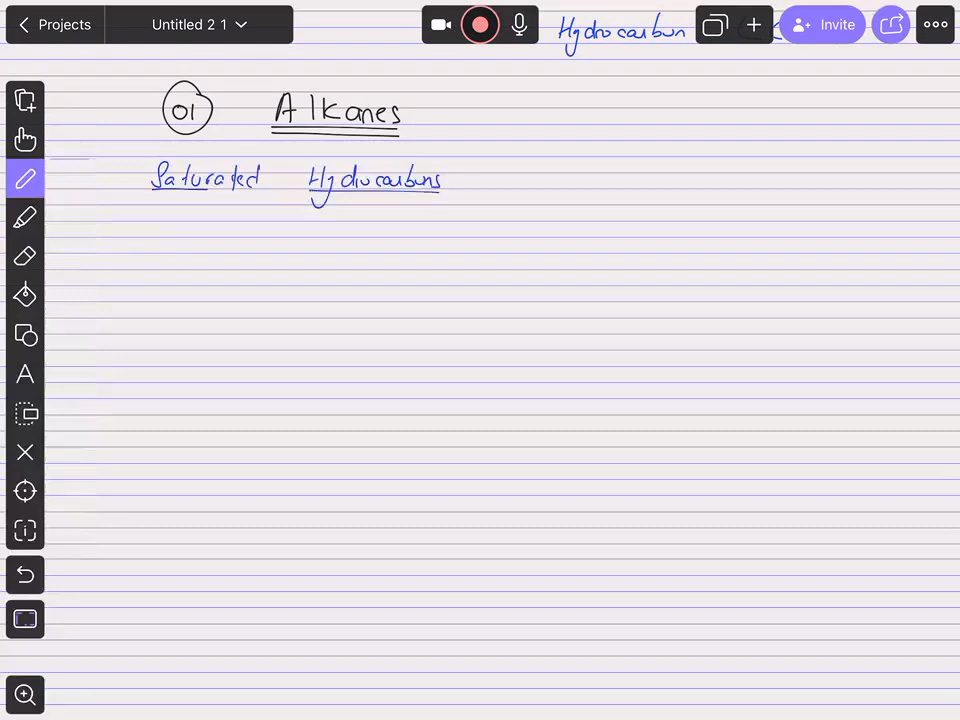 Projects
Untitled 2 1
Hydrocarbon
Invite
01 Alkanes
Saturated Hydrocarbons